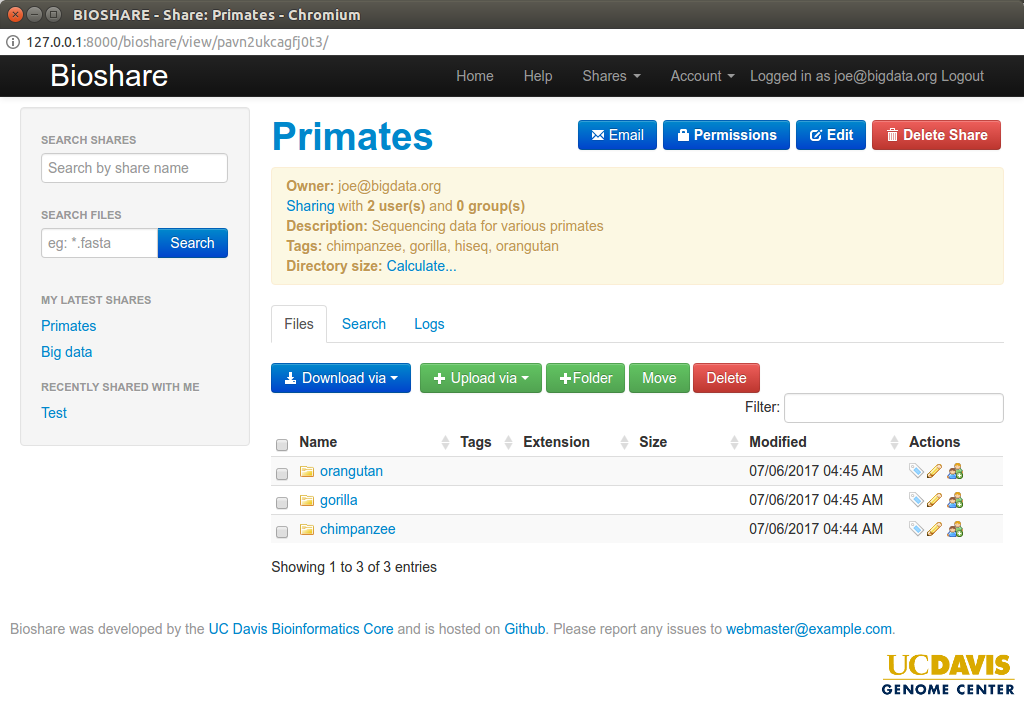 BIOSHARE - Share: Primates - Chromium
127.0.0.1:8000/bioshare/view/pavn2ukcagfj0t3/
Bioshare Home Help Shares Account Logged in as joe@bigdata.org Logout
SEARCH SHARES
Search by share name
SEARCH FILES
eg: *.fasta Search
MY LATEST SHARES
Primates
Big data
RECENTLY SHARED WITH ME
Test
Primates Email Permissions Edit Delete Share
Owner: joe@bigdata.org
Sharing with 2 user(s) and 0 group(s)
Description: Sequencing data for various primates
Tags: chimpanzee, gorilla, hiseq, orangutan
Directory size: Calculate...
Files Search Logs
Download via Upload via Folder Move Delete
Filter:
Name Tags Extension Size Modified Actions
orangutan 07/06/2017 04:45 AM
gorilla 07/06/2017 04:45 AM
chimpanzee 07/06/2017 04:44 AM
Showing 1 to 3 of 3 entries
Bioshare was developed by the UC Davis Bioinformatics Core and is hosted on Github. Please report any issues to webmaster@example.com.
UCDAVIS
GENOME CENTER